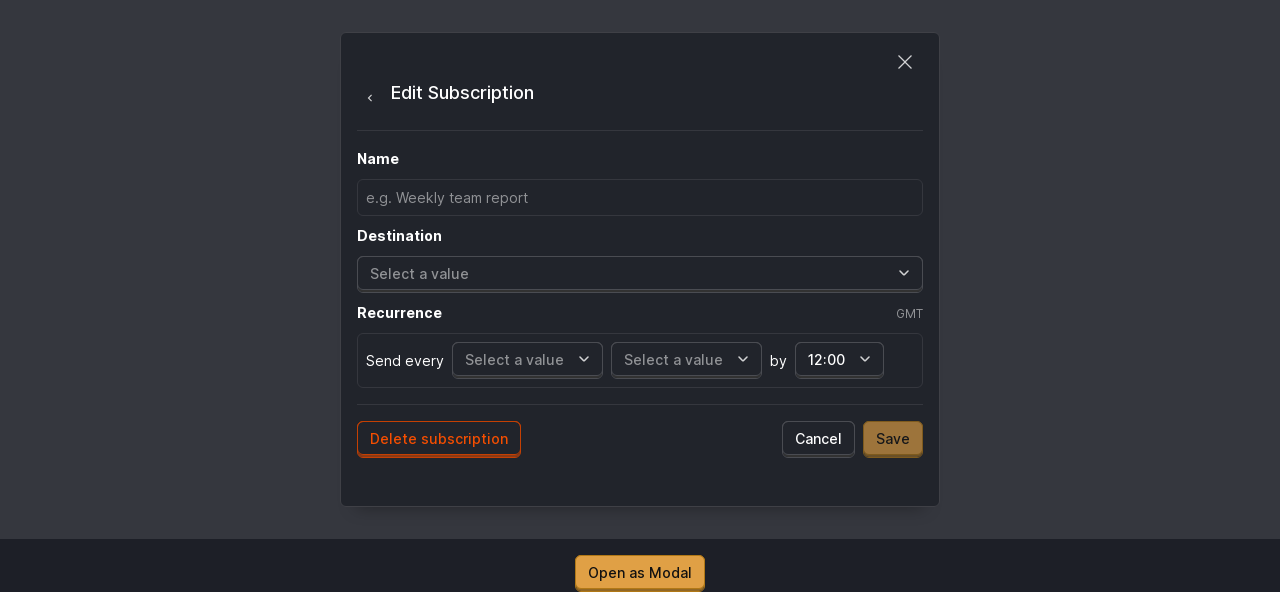 Edit Subscription
Name
e.g. Weekly team report
Destination
Select a value
Recurrence GMT
Send every Select a value Select a value by 12:00
Delete subscription Cancel Save
Open as Modal